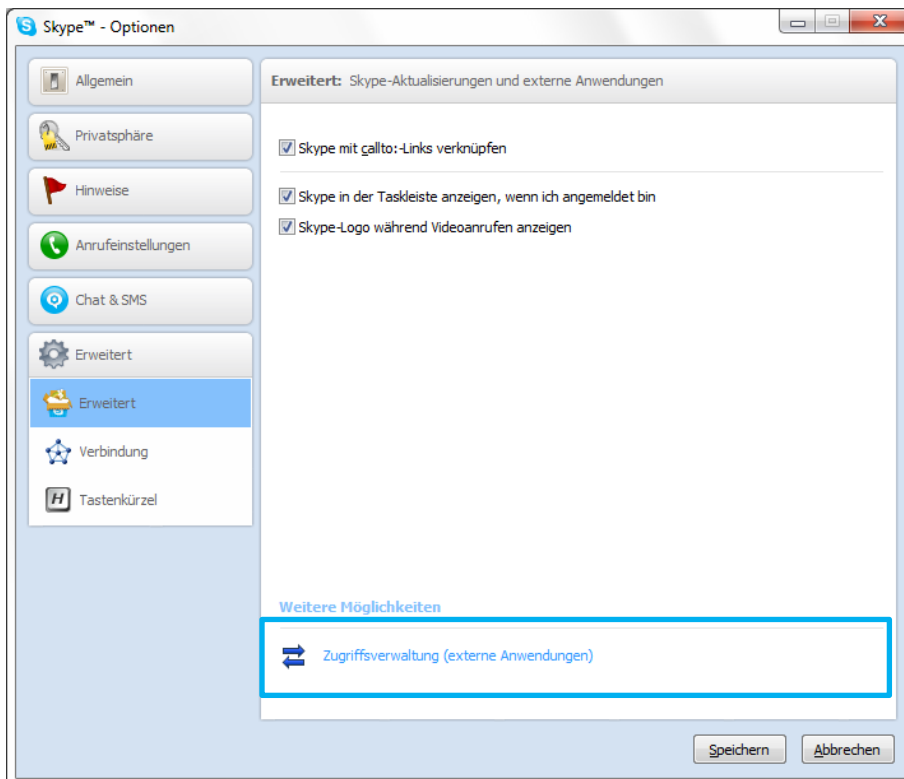 Skype™ - Optionen
Allgemein
Privatsphäre
Hinweise
Anrufeinstellungen
Chat & SMS
Erweitert
Erweitert
Verbindung
H Tastenkürzel
Erweitert: Skype-Aktualisierungen und externe Anwendungen
Skype mit callto:-Links verknüpfen
Skype in der Taskleiste anzeigen, wenn ich angemeldet bin
Skype-Logo während Videoanrufen anzeigen
Weitere Möglichkeiten
Zugriffsverwaltung (externe Anwendungen)
Speichern Abbrechen